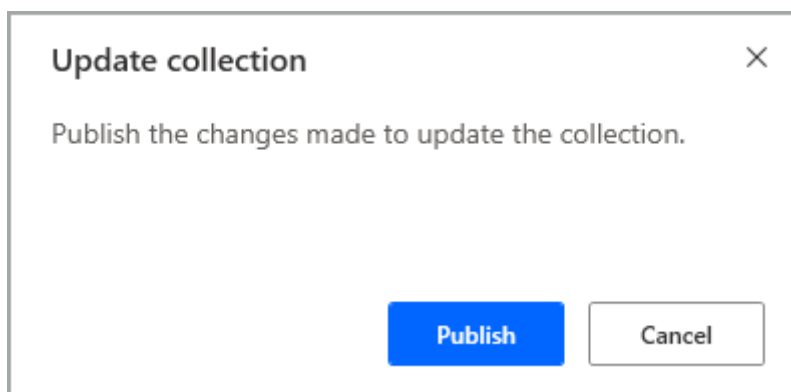 Update collection
Publish the changes made to update the collection.
Publish
Cancel